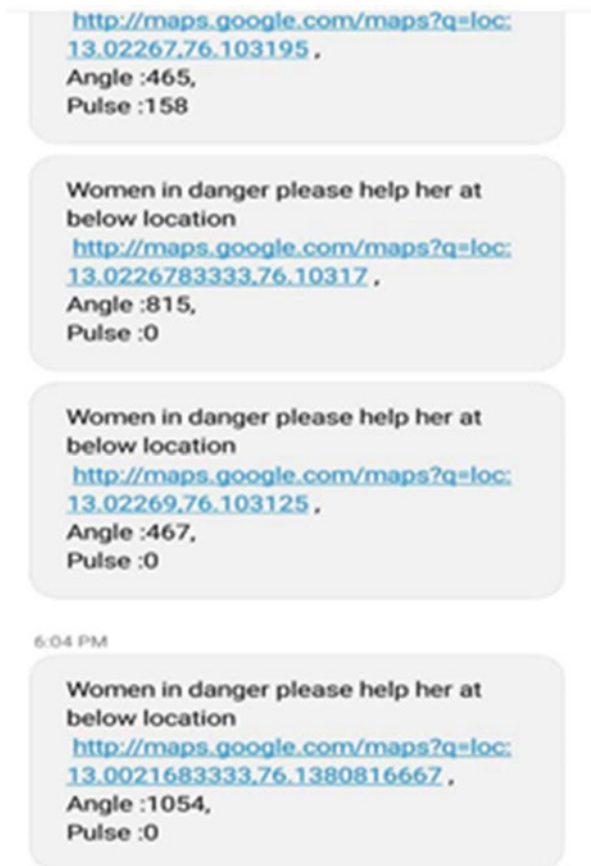 http://maps.google.com/maps?q=loc:
13.02267,76.103195 ,
Angle :465,
Pulse :158
Women in danger please help her at
below location
http://maps.google.com/maps?q=loc:
13.0226783333,76.10317 ,
Angle :815,
Pulse :0
Women in danger please help her at
below location
http://maps.google.com/maps?q=loc:
13.02269,76.103125 ,
Angle :467,
Pulse :0
6:04 PM
Women in danger please help her at
below location
http://maps.google.com/maps?q=loc:
13.0021683333,76.1380816667 ,
Angle :1054,
Pulse :0